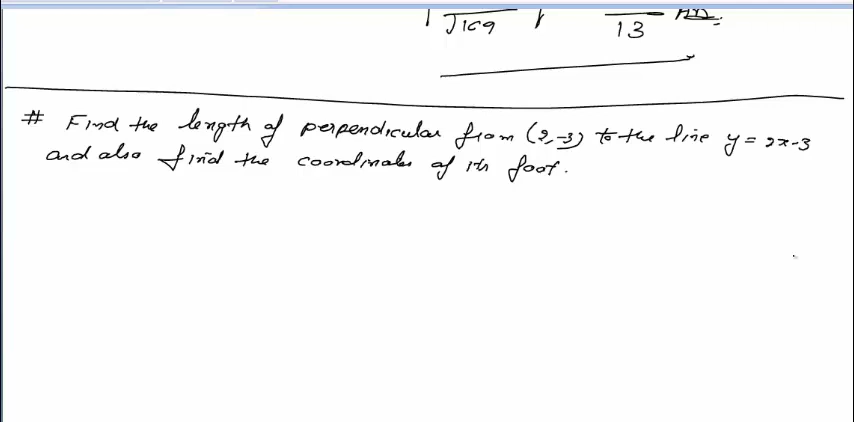 √169 13 Ans.
# Find the length of perpendicular from (2,-3) to the line y = 2x-3
and also find the coordinates of its foot.